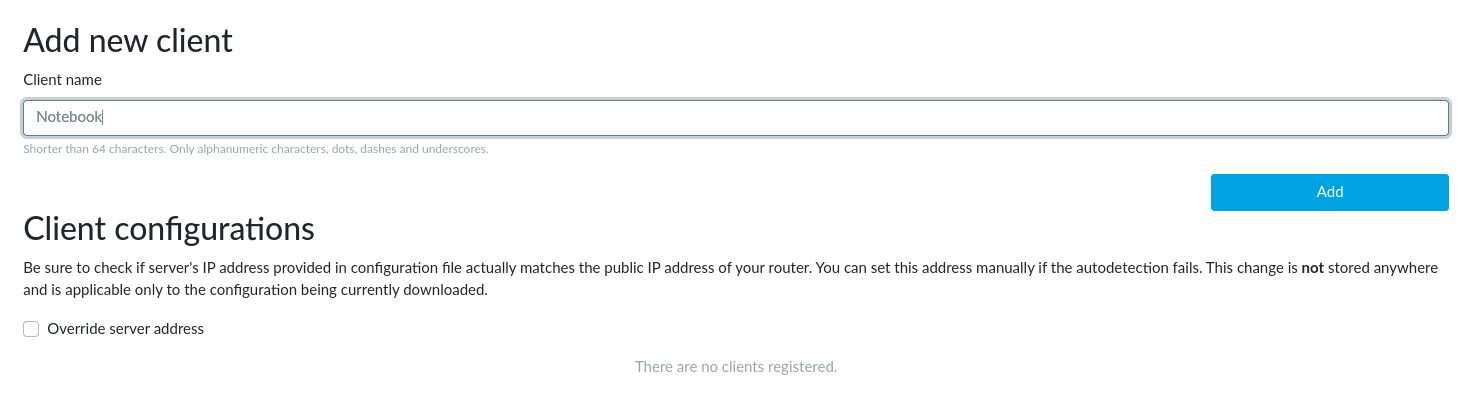 Add new client
Client name
Notebook
Shorter than 64 characters. Only alphanumeric characters, dots, dashes and underscores.
Add
Client configurations
Be sure to check if server's IP address provided in configuration file actually matches the public IP address of your router. You can set this address manually if the autodetection fails. This change is not stored anywhere
and is applicable only to the configuration being currently downloaded.
Override server address
There are no clients registered.